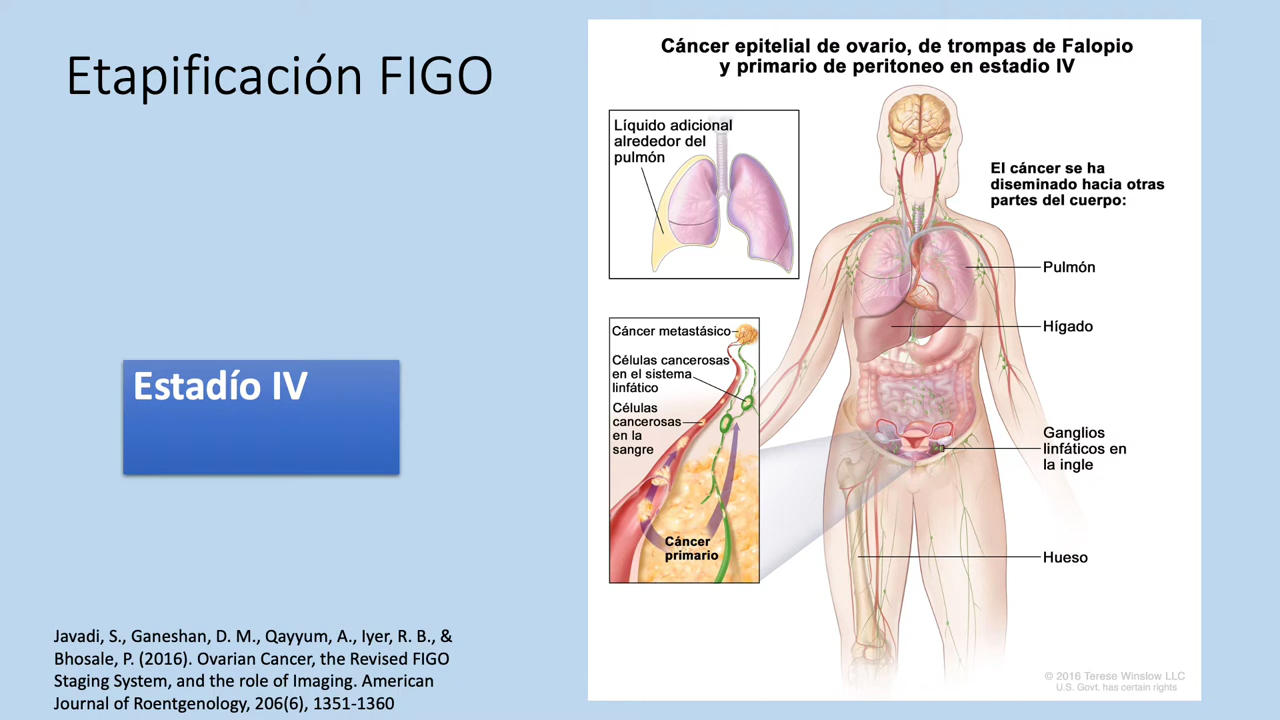 Etapificación FIGO
Estadío IV
Javadi, S., Ganeshan, D. M., Qayyum, A., Iyer, R. B., &
Bhosale, P. (2016). Ovarian Cancer, the Revised FIGO
Staging System, and the role of Imaging. American
Journal of Roentgenology, 206(6), 1351-1360
Cáncer epitelial de ovario, de trompas de Falopio
y primario de peritoneo en estadio IV
Líquido adicional
alrededor del
pulmón
El cáncer se ha
diseminado hacia otras
partes del cuerpo:
Pulmón
Hígado
Ganglios
linfáticos en
la ingle
Hueso
Cáncer metastásico
Células cancerosas
en el sistema
linfático
Células
cancerosas
en la
sangre
Cáncer
primario
© 2016 Terese Winslow LLC
U.S. Govt. has certain rights